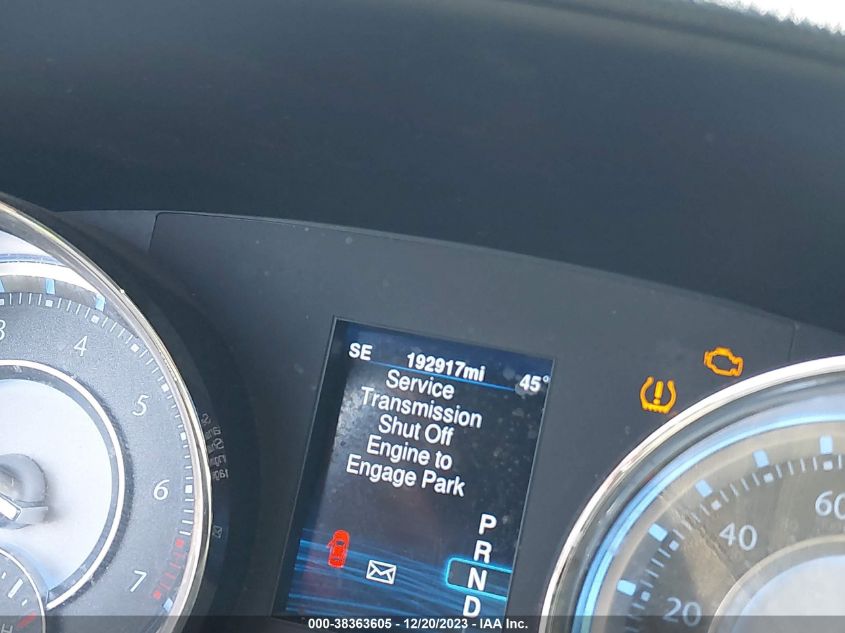 SE 192917mi 45°
Service
Transmission
Shut Off
Engine to
Engage Park
P
R
N
D
3
4
5
6
7
20
40
60
000-38363605 - 12/20/2023 - IAA Inc.